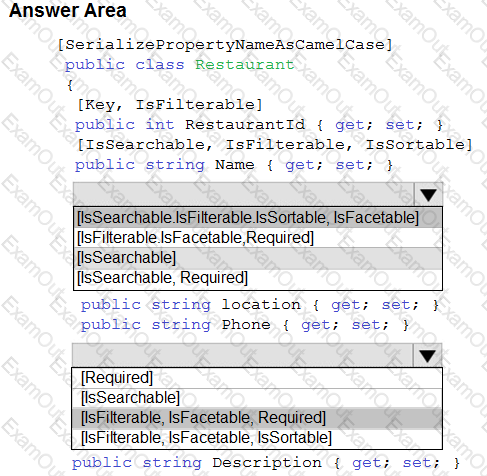 Answer Area
[SerializePropertyNameAsCamelCase]
public class Restaurant
{
[Key, IsFilterable]
public int RestaurantId { get; set; }
[IsSearchable, IsFilterable, IsSortable]
public string Name { get; set; }
[IsSearchable.IsFilterable.IsSortable, IsFacetable]
[IsFilterable.IsFacetable,Required]
[IsSearchable]
[IsSearchable, Required]
public string location { get; set; }
public string Phone { get; set; }
[Required]
[IsSearchable]
[IsFilterable, IsFacetable, Required]
[IsFilterable, IsFacetable, IsSortable]
public string Description { get; set; }